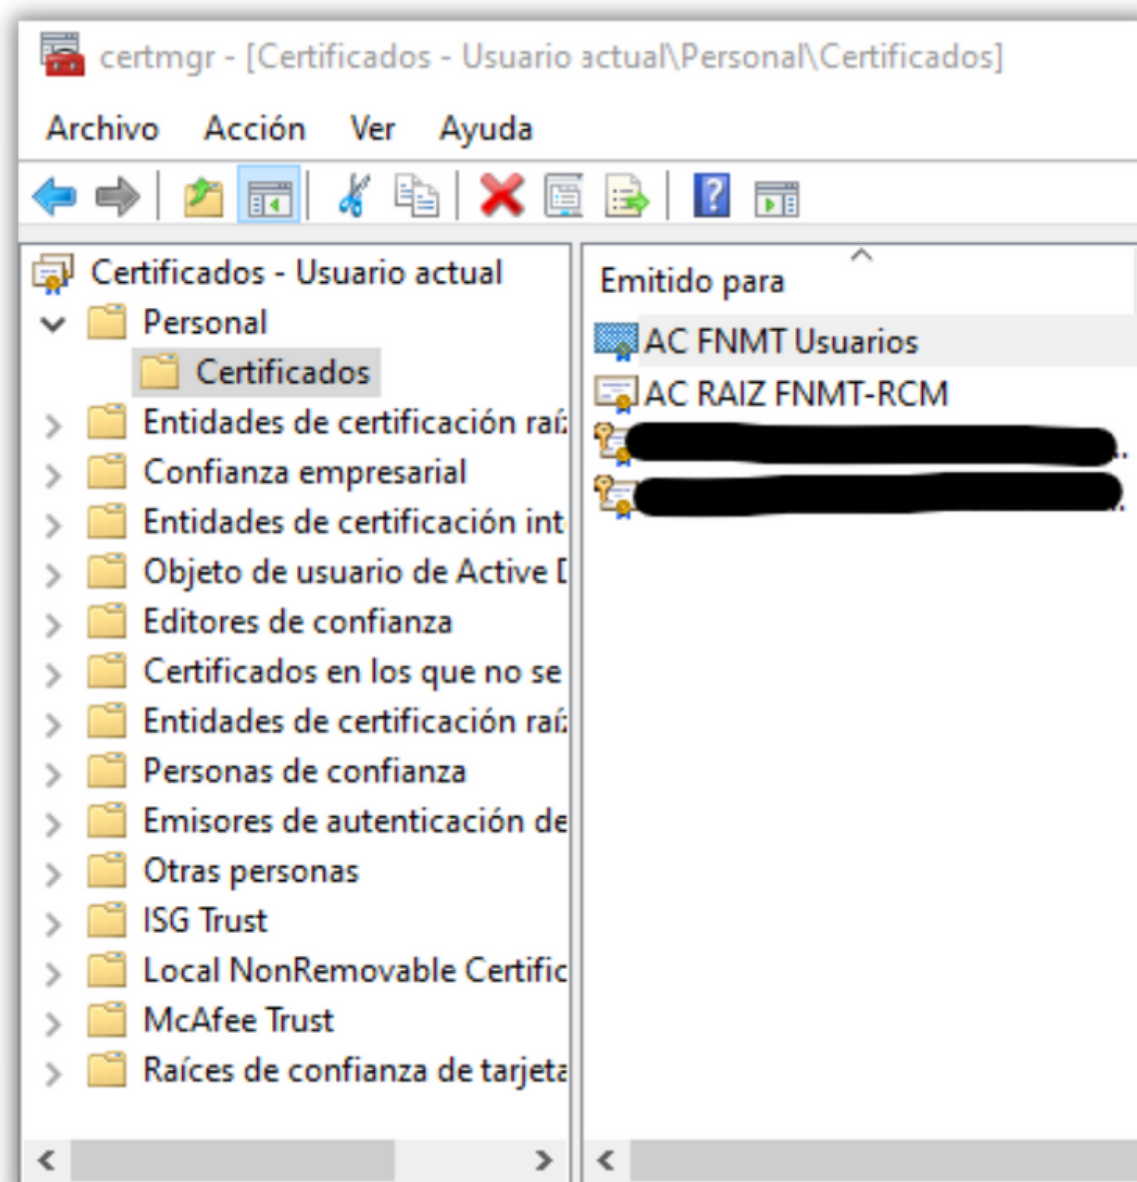 certmgr - [Certificados - Usuario actual\Personal\Certificados]
Archivo Acción Ver Ayuda
Certificados - Usuario actual
Personal
Certificados
Entidades de certificación raíz
Confianza empresarial
Entidades de certificación int
Objeto de usuario de Active D
Editores de confianza
Certificados en los que no se
Entidades de certificación raíz
Personas de confianza
Emisores de autenticación de
Otras personas
ISG Trust
Local NonRemovable Certific
McAfee Trust
Raíces de confianza de tarjeta
Emitido para
AC FNMT Usuarios
AC RAIZ FNMT-RCM